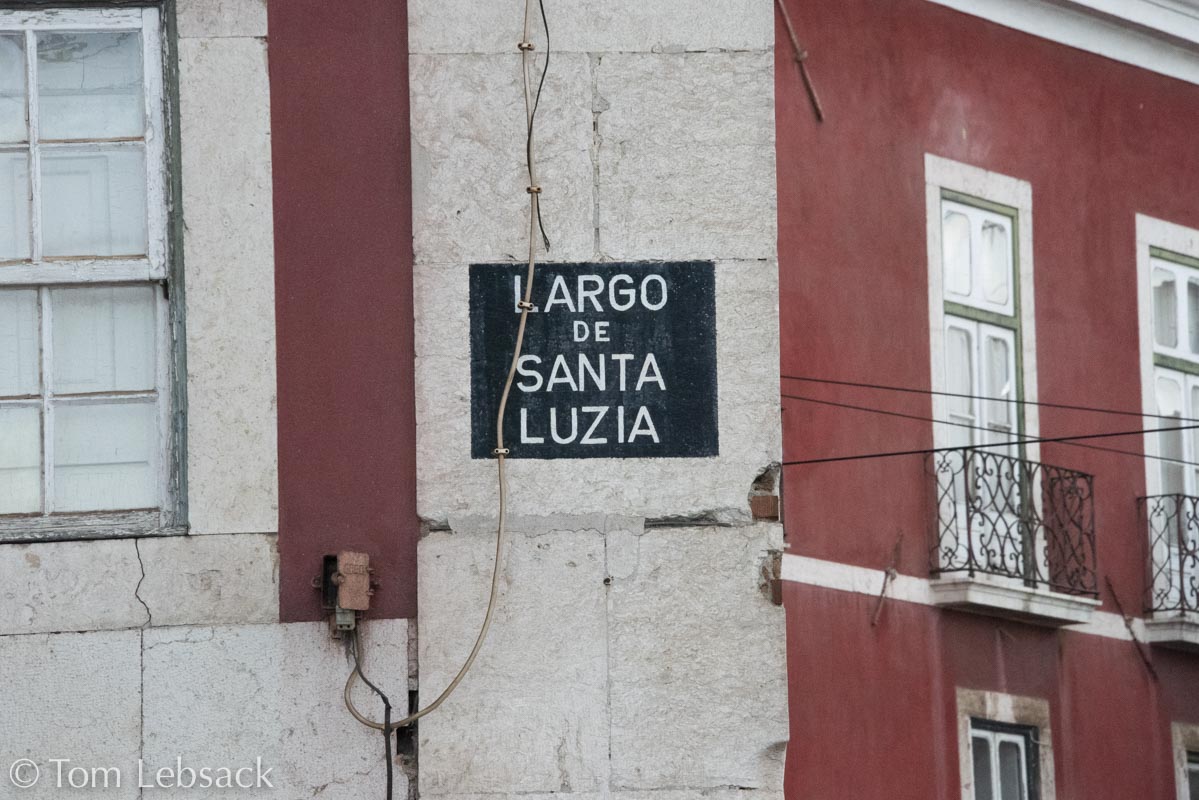 LARGO
DE
SANTA
LUZIA
© Tom Lebsack